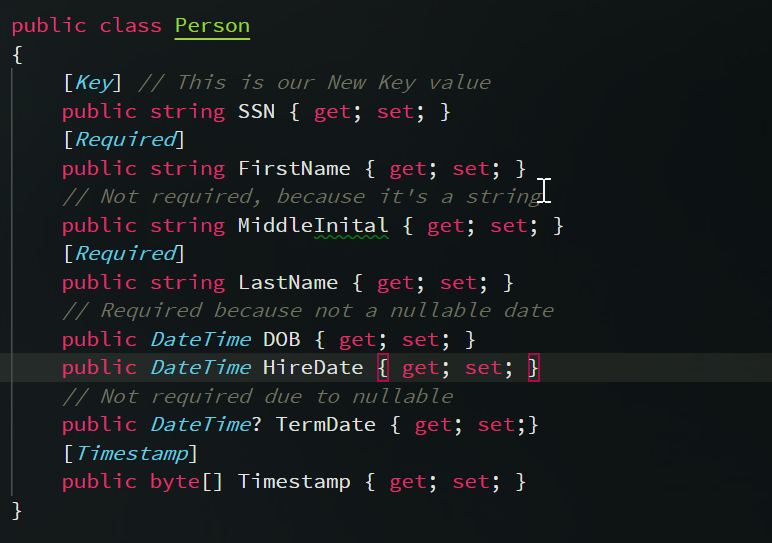 public class Person
{
[Key] // This is our New Key value
public string SSN { get; set; }
[Required]
public string FirstName { get; set; }
// Not required, because it's a string
public string MiddleInital { get; set; }
[Required]
public string LastName { get; set; }
// Required because not a nullable date
public DateTime DOB { get; set; }
public DateTime HireDate { get; set; }
// Not required due to nullable
public DateTime? TermDate { get; set;}
[Timestamp]
public byte[] Timestamp { get; set; }
}